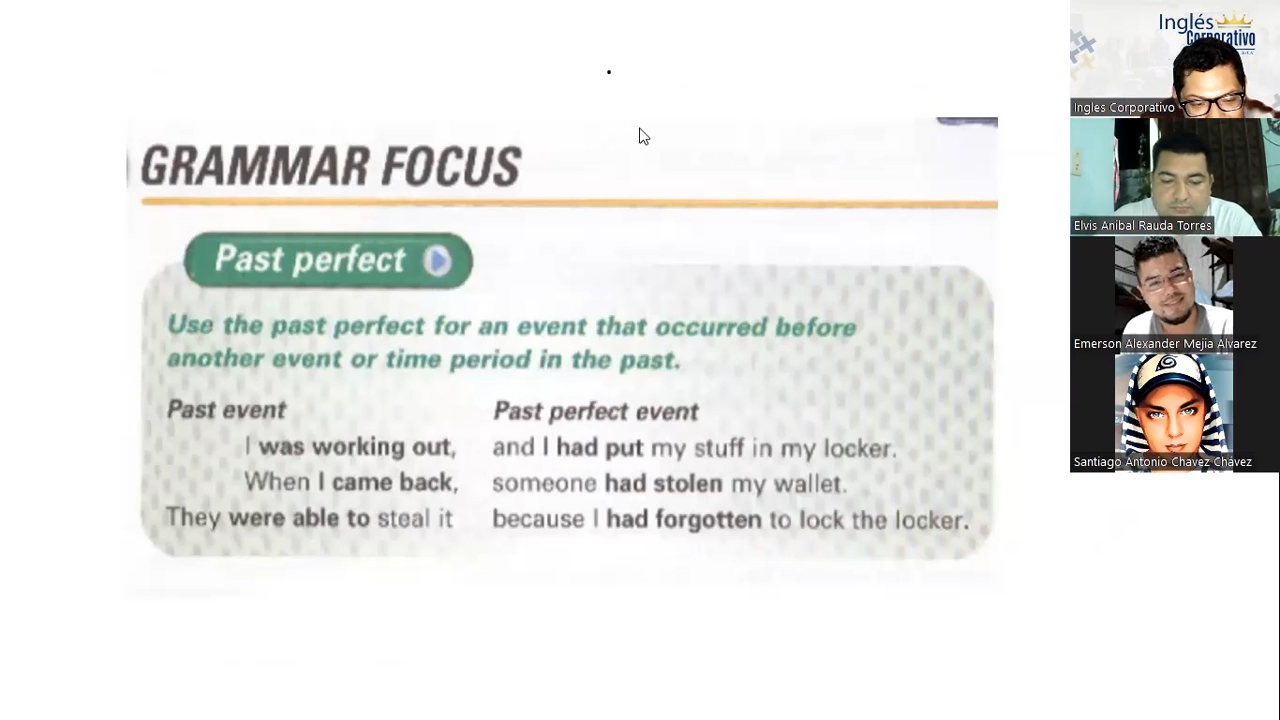 GRAMMAR FOCUS
Past perfect
Use the past perfect for an event that occurred before
another event or time period in the past.
Past event Past perfect event
I was working out, and I had put my stuff in my locker.
When I came back, someone had stolen my wallet.
They were able to steal it because I had forgotten to lock the locker.
Inglés
Corporativo
Ingles Corporativo
Elvis Anibal Rauda Torres
Emerson Alexander Mejia Alvarez
Santiago Antonio Chavez Chávez